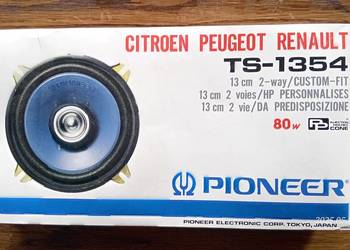 CITROEN PEUGEOT RENAULT
TS-1354
13 cm 2-way/CUSTOM-FIT
13 cm 2 voies/HP PERSONNALISES
13 cm 2 vie/DA PREDISPOSIZIONE
80w
CONE
PIONEER
PIONEER ELECTRONIC CORP. TOKYO, JAPAN